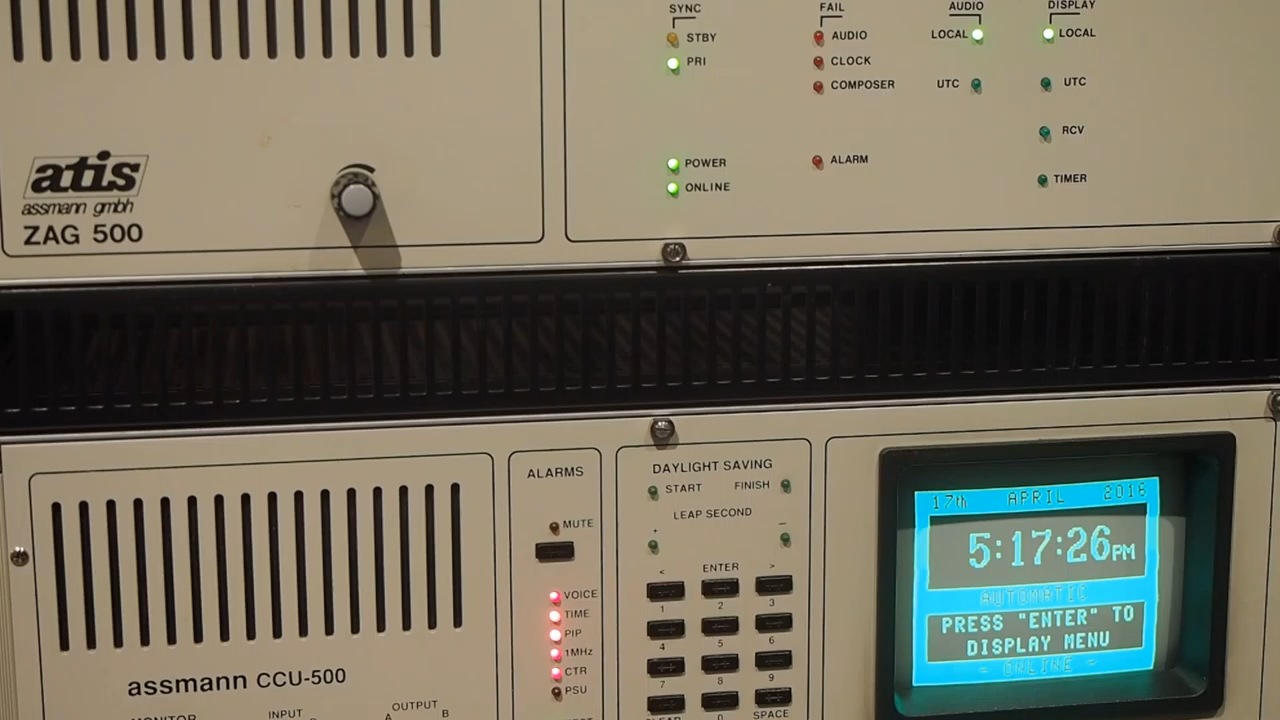 SYNC
STBY
PRI
POWER
ONLINE
FAIL
AUDIO
CLOCK
COMPOSER
ALARM
AUDIO
LOCAL
UTC
DISPLAY
LOCAL
UTC
RCV
TIMER
atis
assmann gmbh
ZAG 500
ALARMS
MUTE
VOICE
TIME
PIP
1MHz
CTR
PSU
DAYLIGHT SAVING
START FINISH
LEAP SECOND
+ −
< ENTER >
1 2 3
4 5 6
7 8 9
0 SPACE
17th APRIL 2016
5:17:26PM
AUTOMATIC
PRESS "ENTER" TO
DISPLAY MENU
- ONLINE -
assmann CCU-500
MONITOR
INPUT
OUTPUT
A B